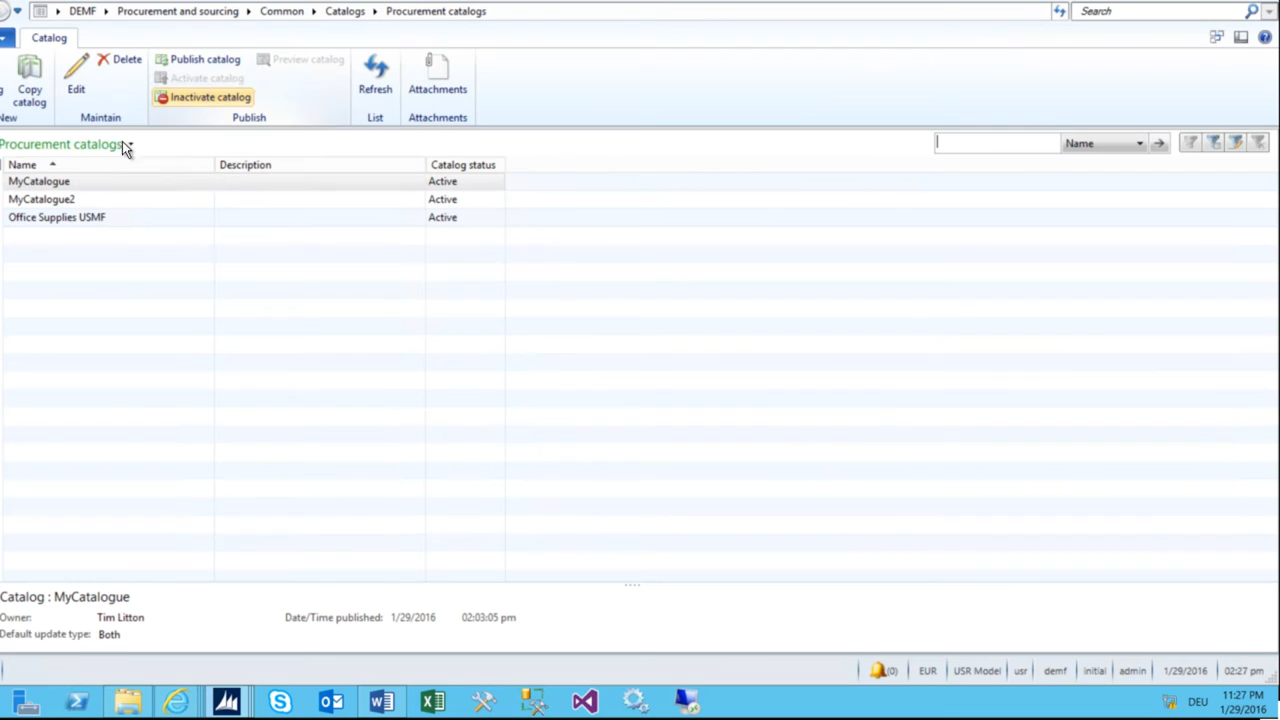 DEMF Procurement and sourcing Common Catalogs Procurement catalogs Search
Catalog
Copy catalog
Edit
Delete
Publish catalog
Preview catalog
Activate catalog
Inactivate catalog
Refresh
Attachments
New Maintain Publish List Attachments
Procurement catalogs Name
Name Description Catalog status
MyCatalogue Active
MyCatalogue2 Active
Office Supplies USMF Active
Catalog : MyCatalogue
Owner: Tim Litton Date/Time published: 1/29/2016 02:03:05 pm
Default update type: Both
(0) EUR USR Model usr demf initial admin 1/29/2016 02:27 pm
DEU 11:27 PM
1/29/2016